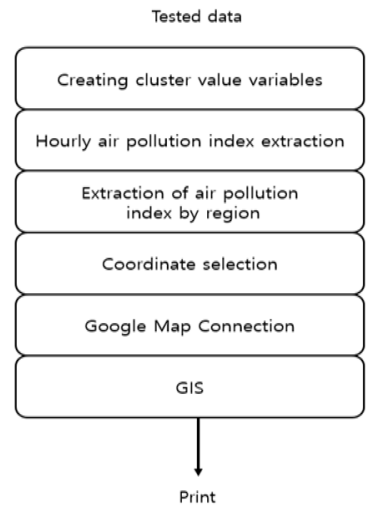 Tested data
Creating cluster value variables
Hourly air pollution index extraction
Extraction of air pollution
index by region
Coordinate selection
Google Map Connection
GIS
Print